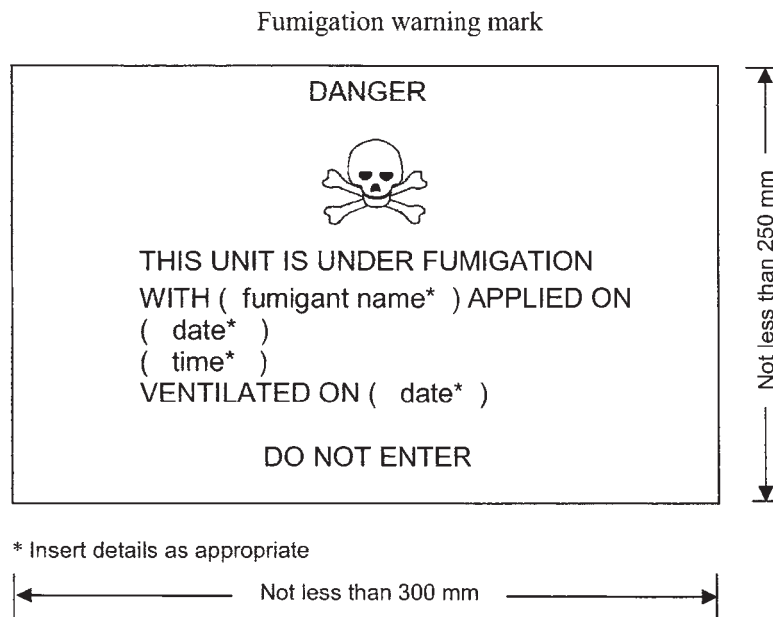 Fumigation warning mark
DANGER
THIS UNIT IS UNDER FUMIGATION
WITH ( fumigant name* ) APPLIED ON
( date* )
( time* )
VENTILATED ON ( date* )
DO NOT ENTER
Not less than 250 mm
* Insert details as appropriate
Not less than 300 mm